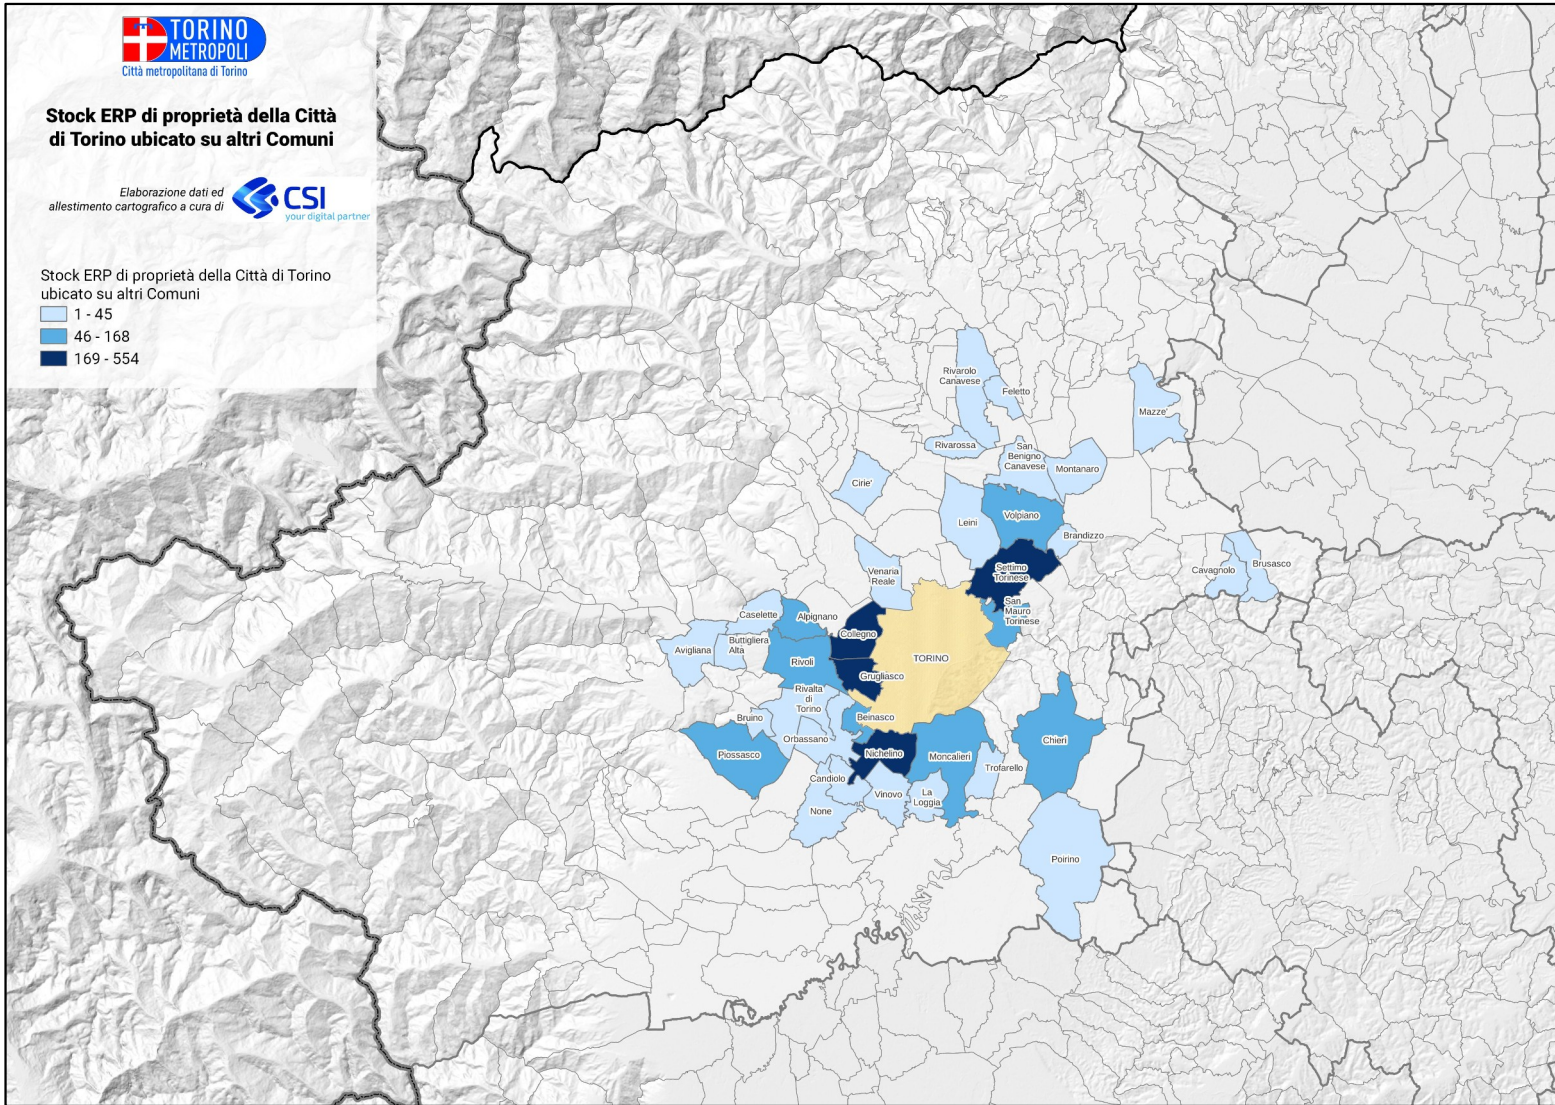 TORINO
METROPOLI
Città metropolitana di Torino
Stock ERP di proprietà della Città
di Torino ubicato su altri Comuni
Elaborazione dati ed
allestimento cartografico a cura di
CSI
your digital partner
Stock ERP di proprietà della Città di Torino
ubicato su altri Comuni
1 - 45
46 - 168
169 - 554
Rivarolo
Canavese
Feletto
Mazze'
Rivarossa
San
Benigno
Canavese
Montanaro
Cirie'
Leini
Volpiano
Brandizzo
Venaria
Reale
Settimo
Torinese
Cavagnolo
Brusasco
San
Mauro
Torinese
Caselette
Alpignano
Collegno
Avigliana
Buttigliera
Alta
Rivoli
TORINO
Grugliasco
Rivalta
di
Torino
Bruino
Beinasco
Orbassano
Piossasco
Nichelino
Moncalieri
Chieri
Trofarello
Candiolo
Vinovo
La
Loggia
None
Poirino